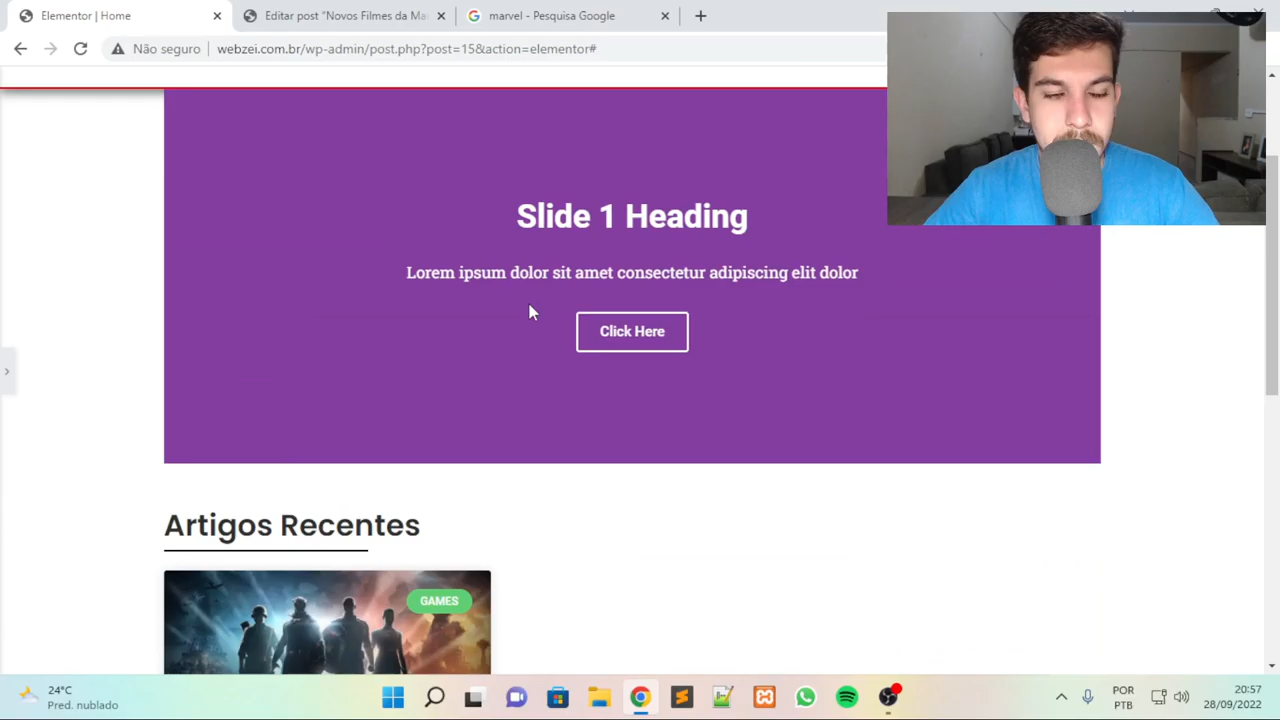 Elementor | Home
Editar post "Novos Filmes da Ma
marvel - Pesquisa Google
Não seguro
webzei.com.br/wp-admin/post.php?post=15&action=elementor#
Slide 1 Heading
Lorem ipsum dolor sit amet consectetur adipiscing elit dolor
Click Here
Artigos Recentes
GAMES
24°C
Pred. nublado
POR
PTB
20:57
28/09/2022